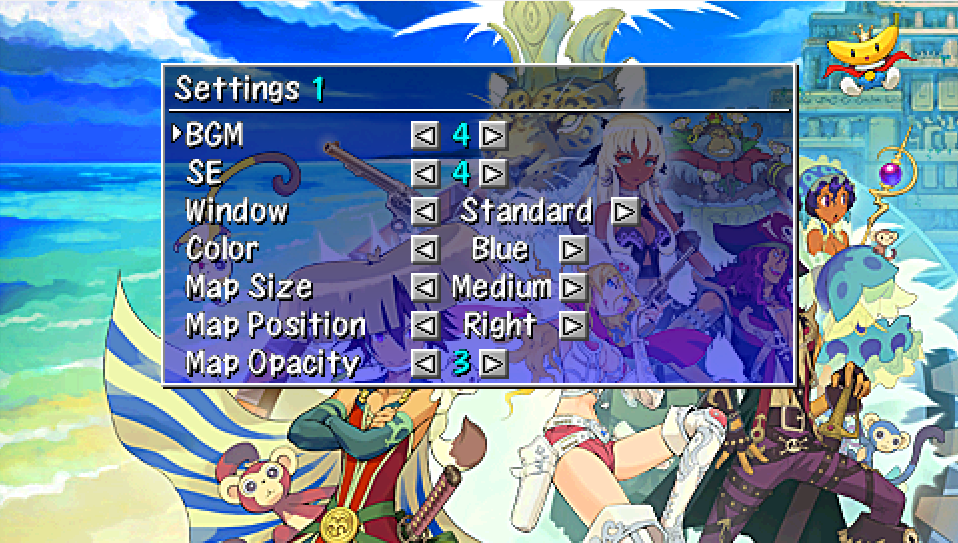 Settings 1
BGM 4
SE 4
Window Standard
Color Blue
Map Size Medium
Map Position Right
Map Opacity 3